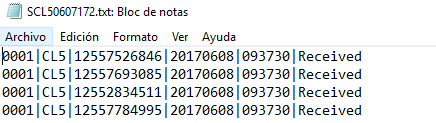 SCL50607172.txt: Bloc de notas
Archivo Edición Formato Ver Ayuda
0001|CL5|12557526846|20170608|093730|Received
0001|CL5|12557693085|20170608|093730|Received
0001|CL5|12552834511|20170608|093730|Received
0001|CL5|12557784995|20170608|093730|Received